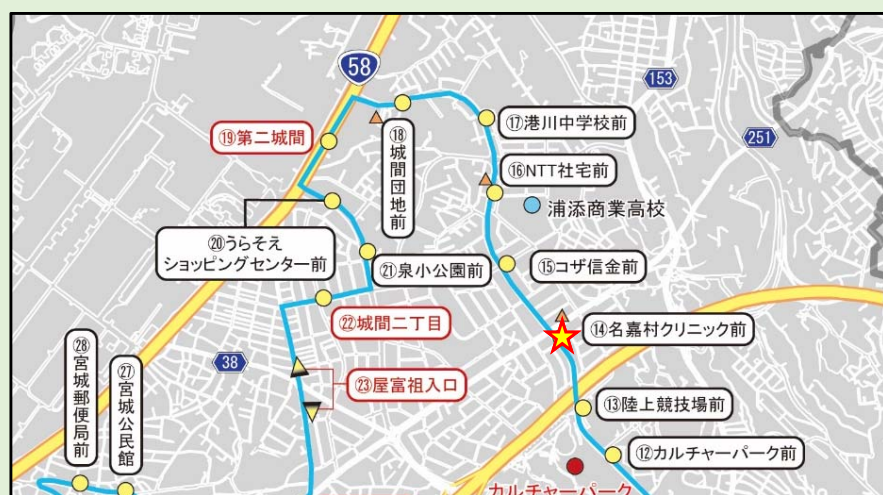 58
153
251
⑰港川中学校前
⑲第二城間
⑱城間団地前
⑯NTT社宅前
浦添商業高校
⑳うらそえ
ショッピングセンター前
㉑泉小公園前
⑮コザ信金前
㉒城間二丁目
⑭名嘉村クリニック前
38
㉓屋富祖入口
㉘宮城郵便局前
㉗宮城公民館
⑬陸上競技場前
⑫カルチャーパーク前
カルチャーパーク